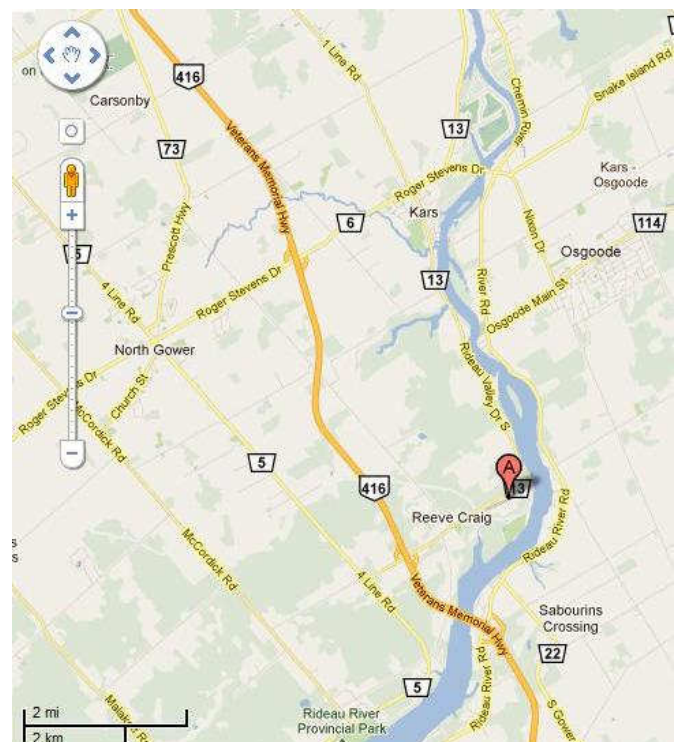 416
on
Carsonby
1 Line Rd
Chemin River
Snake Island Rd
13
73
Veterans Memorial Hwy
Roger Stevens Dr
Kars -
Osgoode
Prescott Hwy
Kars
6
Nixon Dr
114
5
Osgoode
13
4 Line Rd
River Rd
Roger Stevens Dr
Osgoode Main St
North Gower
Rideau Valley Dr S
Roger Stevens Dr
Church St
McCordick Rd
5
416
A
13
Reeve Craig
Rideau River Rd
McCordick Rd
4 Line Rd
Veterans Memorial Hwy
Sabourins
Crossing
22
Rideau River Rd
5
S Gower
2 mi
Rideau River
Provincial Park
2 km